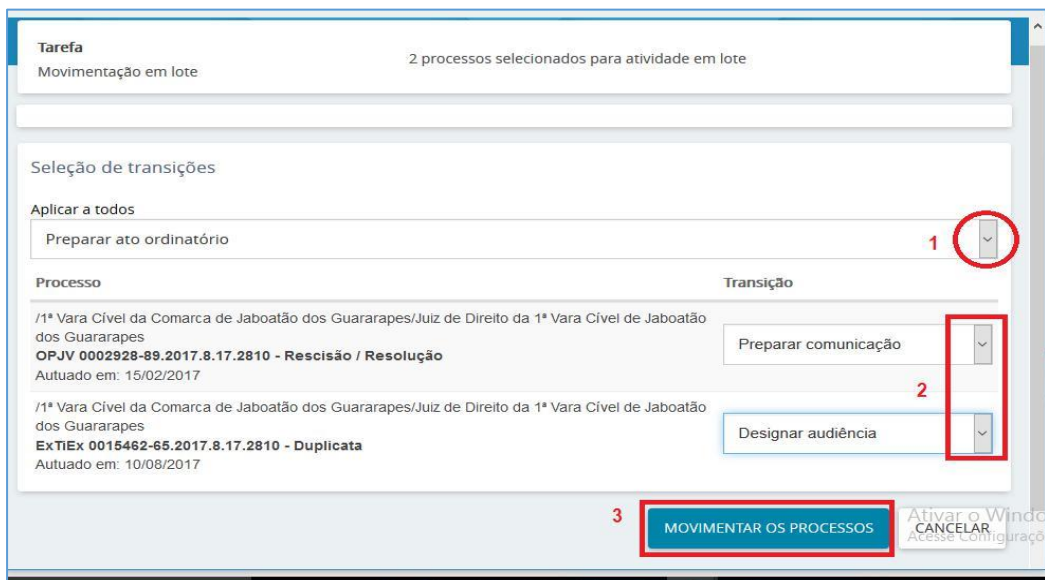 Tarefa
Movimentação em lote
2 processos selecionados para atividade em lote
Seleção de transições
Aplicar a todos
Preparar ato ordinatório
1
Processo
Transição
/1ª Vara Cível da Comarca de Jaboatão dos Guararapes/Juiz de Direito da 1ª Vara Cível de Jaboatão
dos Guararapes
OPJV 0002928-89.2017.8.17.2810 - Rescisão / Resolução
Autuado em: 15/02/2017
Preparar comunicação
2
/1ª Vara Cível da Comarca de Jaboatão dos Guararapes/Juiz de Direito da 1ª Vara Cível de Jaboatão
dos Guararapes
ExTiEx 0015462-65.2017.8.17.2810 - Duplicata
Autuado em: 10/08/2017
Designar audiência
3
MOVIMENTAR OS PROCESSOS
CANCELAR
Ativar o Windo
Acesse Configuraçõ